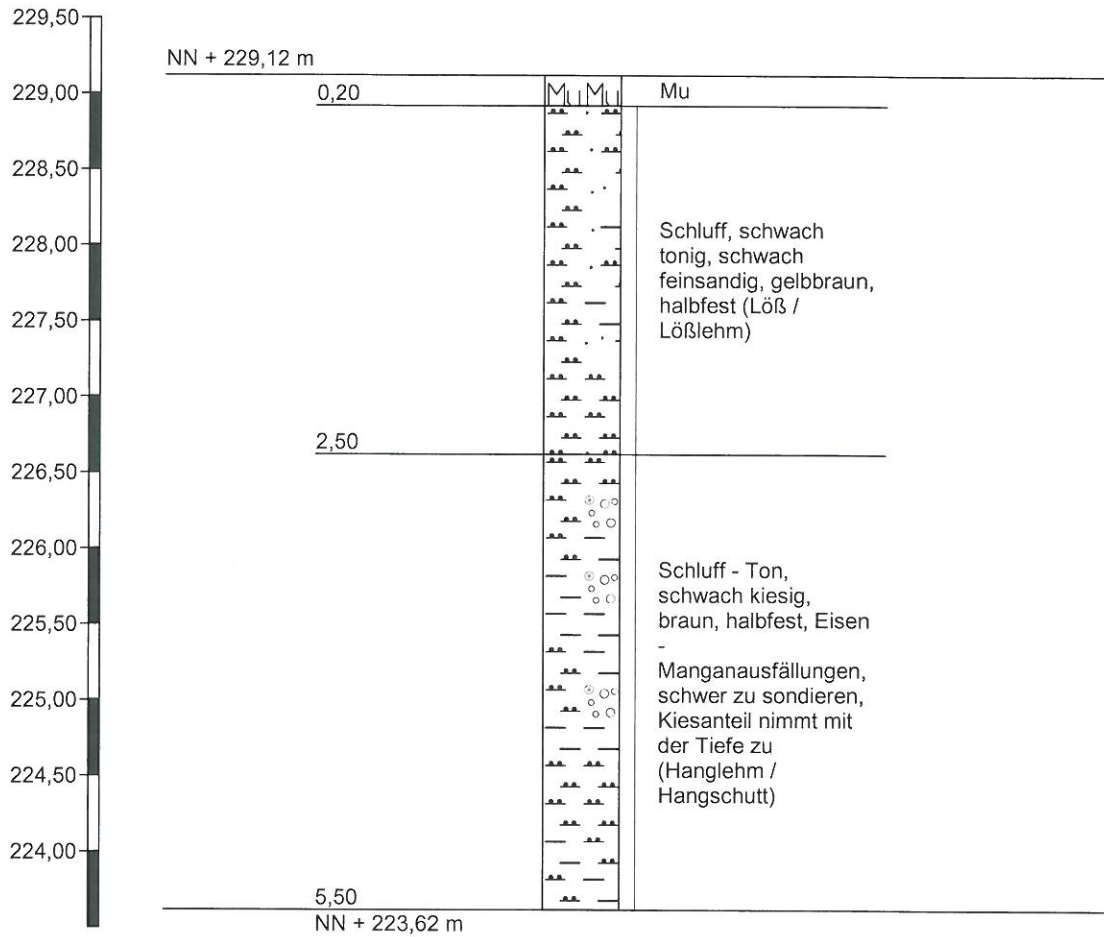 229,50
NN + 229,12 m
229,00
0,20
Mu Mu
Mu
228,50
228,00
227,50
227,00
226,50
226,00
225,50
225,00
224,50
224,00
Schluff, schwach
tonig, schwach
feinsandig, gelbbraun,
halbfest (Löß /
Lößlehm)
2,50
Schluff - Ton,
schwach kiesig,
braun, halbfest, Eisen
-
Manganausfällungen,
schwer zu sondieren,
Kiesanteil nimmt mit
der Tiefe zu
(Hanglehm /
Hangschutt)
5,50
NN + 223,62 m